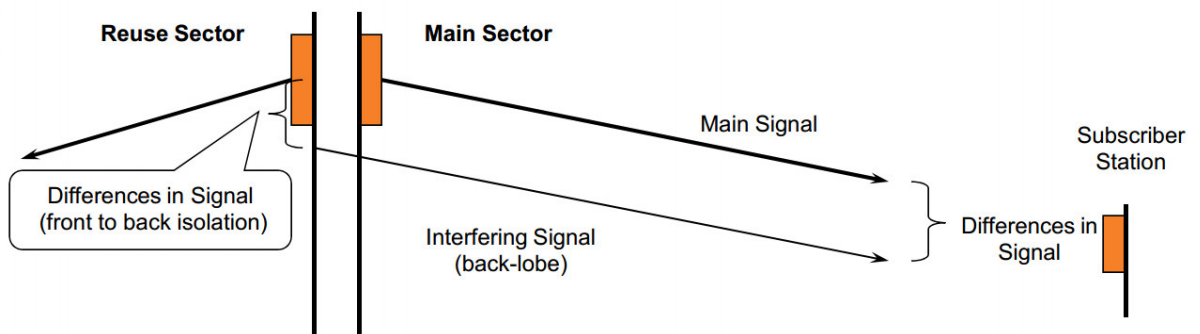 Reuse Sector
Main Sector
Main Signal
Subscriber
Station
Differences in Signal
(front to back isolation)
Interfering Signal
(back-lobe)
Differences in
Signal